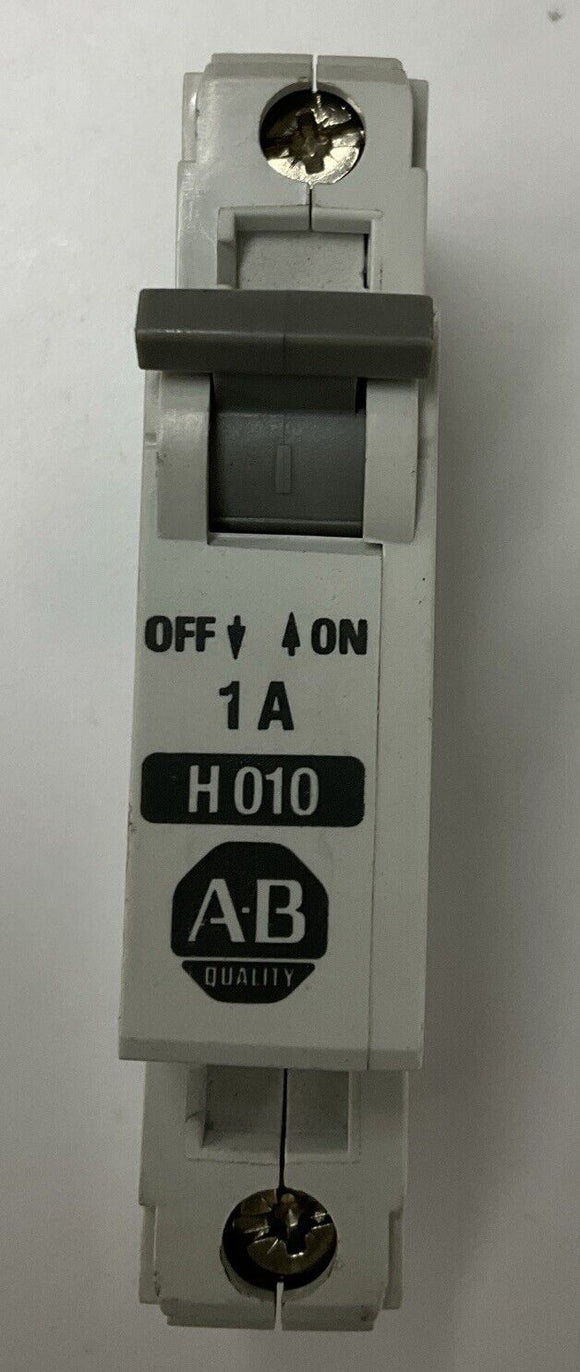 OFF ON
1 A
H 010
A-B
QUALITY